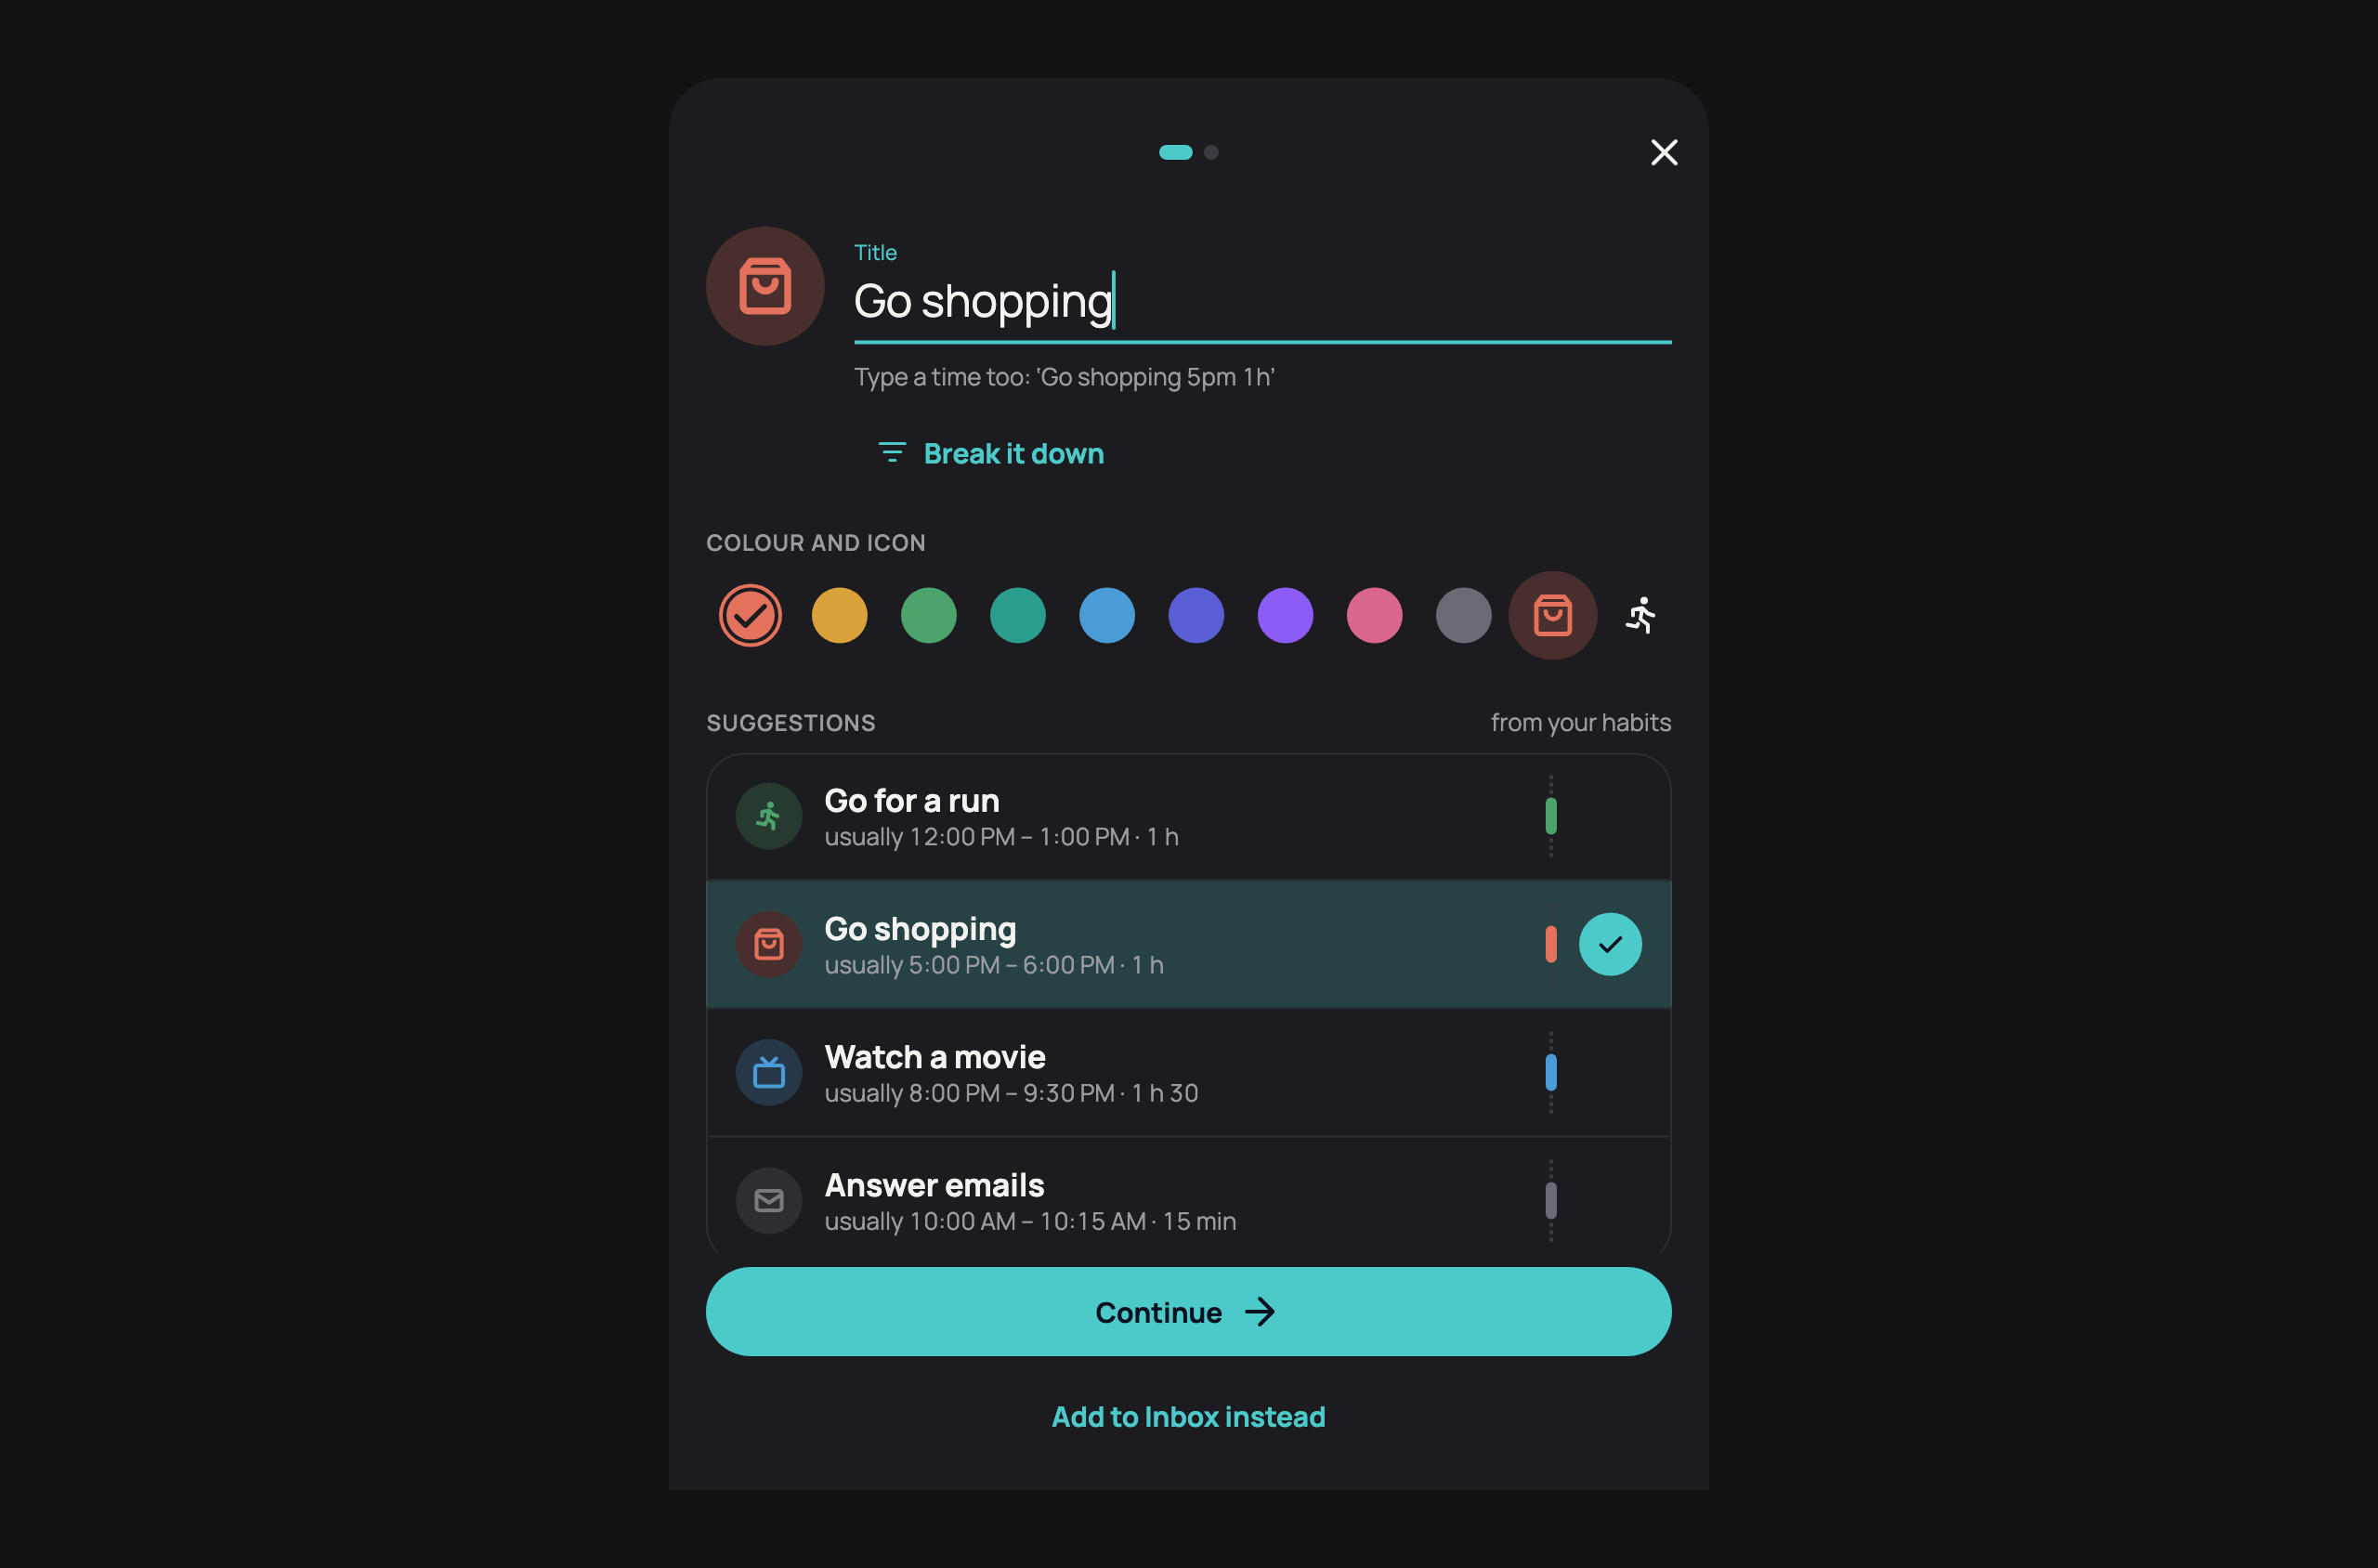 Title
Go shopping
Type a time too: ‘Go shopping 5pm 1h’
Break it down
COLOUR AND ICON
SUGGESTIONS
from your habits
Go for a run
usually 12:00 PM – 1:00 PM · 1 h
Go shopping
usually 5:00 PM – 6:00 PM · 1 h
Watch a movie
usually 8:00 PM – 9:30 PM · 1 h 30
Answer emails
usually 10:00 AM – 10:15 AM · 15 min
Continue
Add to Inbox instead